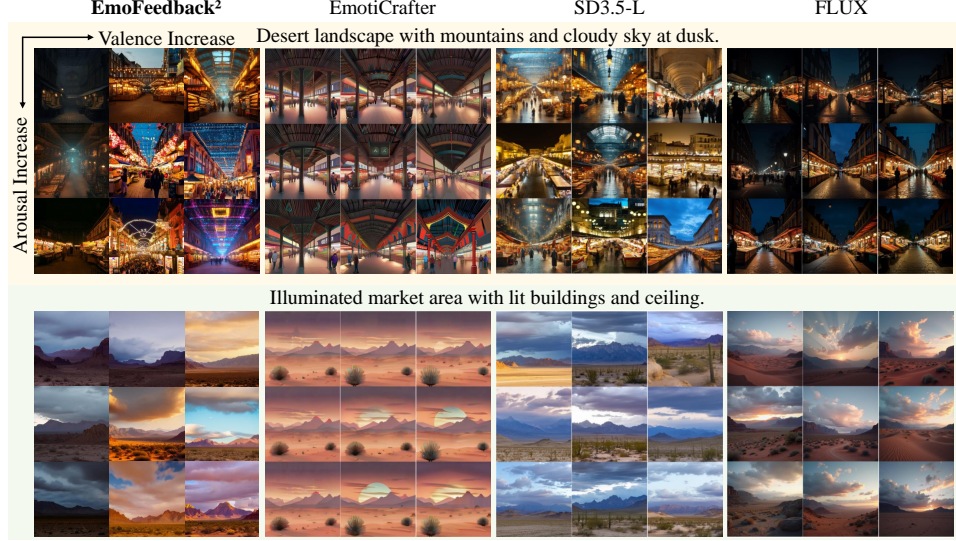 EmoFeedback² EmotiCrafter SD3.5-L FLUX
Valence Increase Desert landscape with mountains and cloudy sky at dusk.
Arousal Increase
Illuminated market area with lit buildings and ceiling.